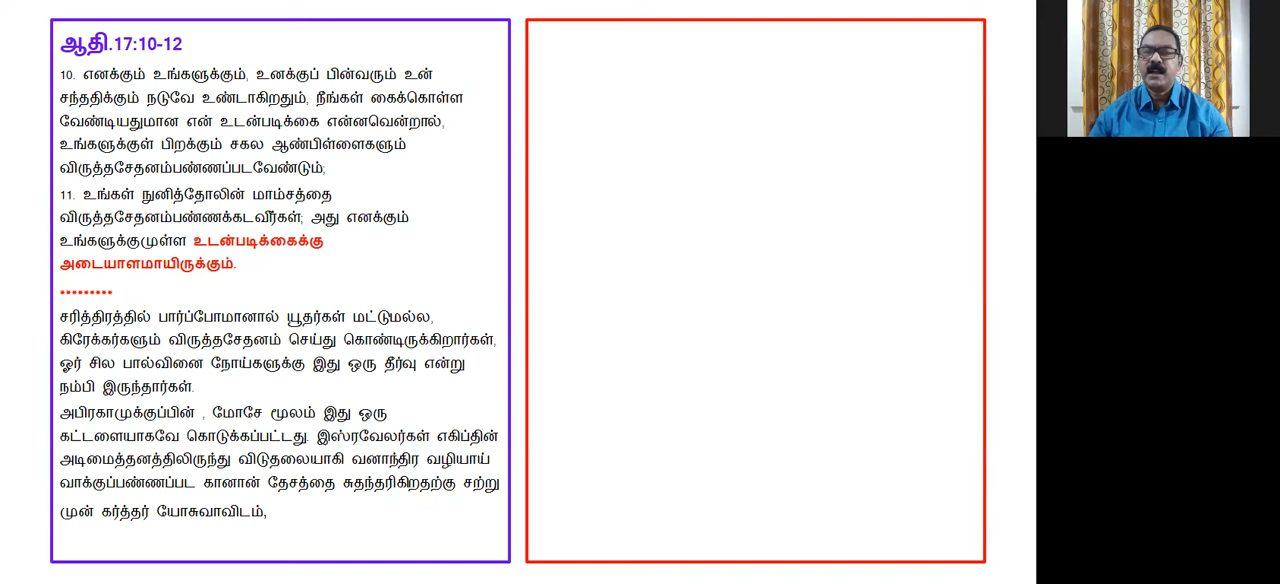 ஆதி.17:10-12
10. எனக்கும் உங்களுக்கும், உனக்குப் பின்வரும் உன்
சந்ததிக்கும் நடுவே உண்டாகிறதும், நீங்கள் கைக்கொள்ள
வேண்டியதுமான என் உடன்படிக்கை என்னவென்றால்,
உங்களுக்குள் பிறக்கும் சகல ஆண்பிள்ளைகளும்
விருத்தசேதனம்பண்ணப்படவேண்டும்;
11. உங்கள் நுனித்தோலின் மாம்சத்தை
விருத்தசேதனம்பண்ணக்கடவீர்கள்; அது எனக்கும்
உங்களுக்குமுள்ள உடன்படிக்கைக்கு
அடையாளமாயிருக்கும்.
*********
சரித்திரத்தில் பார்ப்போமானால் யூதர்கள் மட்டுமல்ல,
கிரேக்கர்களும் விருத்தசேதனம் செய்து கொண்டிருக்கிறார்கள்,
ஓர் சில பால்வினை நோய்களுக்கு இது ஒரு தீர்வு என்று
நம்பி இருந்தார்கள்.
அபிரகாமுக்குப்பின் , மோசே மூலம் இது ஒரு
கட்டளையாகவே கொடுக்கப்பட்டது. இஸ்ரவேலர்கள் எகிப்தின்
அடிமைத்தனத்திலிருந்து விடுதலையாகி வனாந்திர வழியாய்
வாக்குப்பண்ணப்பட கானான் தேசத்தை சுதந்தரிகிறதற்கு சற்று
முன் கர்த்தர் யோசுவாவிடம்,